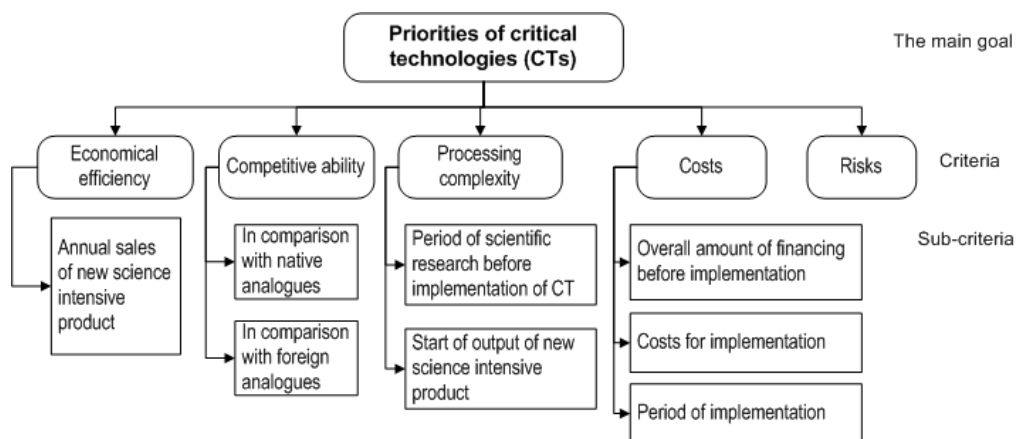 Priorities of critical
technologies (CTs)
The main goal
Economical
efficiency
Competitive ability
Processing
complexity
Costs
Risks
Criteria
Sub-criteria
Annual sales
of new science
intensive
product
In comparison
with native
analogues
In comparison
with foreign
analogues
Period of scientific
research before
implementation of CT
Start of output of new
science intensive
product
Overall amount of financing
before implementation
Costs for implementation
Period of implementation